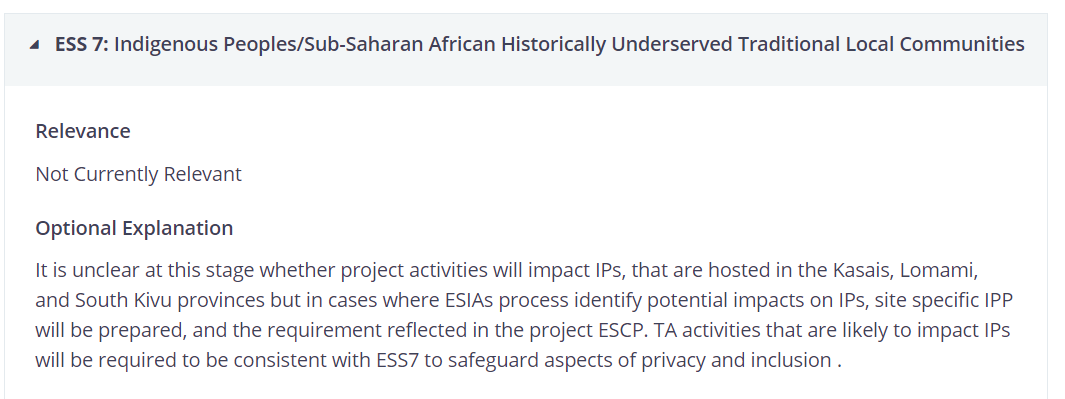 ESS 7: Indigenous Peoples/Sub-Saharan African Historically Underserved Traditional Local Communities
Relevance
Not Currently Relevant
Optional Explanation
It is unclear at this stage whether project activities will impact IPs, that are hosted in the Kasais, Lomami,
and South Kivu provinces but in cases where ESIAs process identify potential impacts on IPs, site specific IPP
will be prepared, and the requirement reflected in the project ESCP. TA activities that are likely to impact IPs
will be required to be consistent with ESS7 to safeguard aspects of privacy and inclusion .